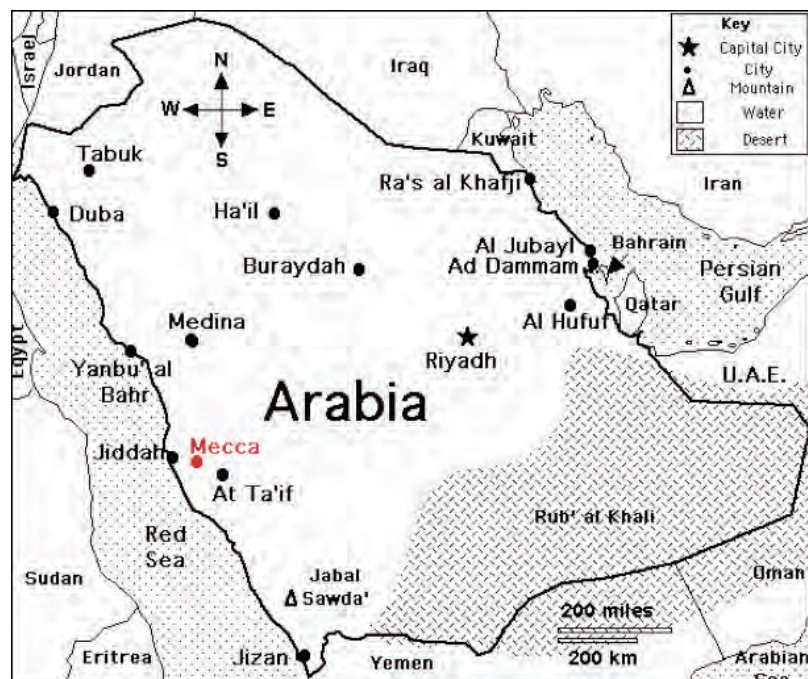 Key
Capital City
City
Mountain
Water
Desert
Israel
Jordan
Iraq
Iran
N
W E
S
Kuwait
Tabuk
Ra's al Khafji
Duba
Ha'il
Al Jubayl
Bahrain
Buraydah
Ad Dammam
Persian
Gulf
Qatar
Al Hufuf
Medina
Riyadh
Egypt
Yanbu' al
Bahr
U.A.E.
Arabia
Mecca
Jiddah
At Ta'if
Rub' al Khali
Red
Sea
Sudan
Jabal
Sawda'
Oman
200 miles
200 km
Eritrea
Jizan
Yemen
Arabian